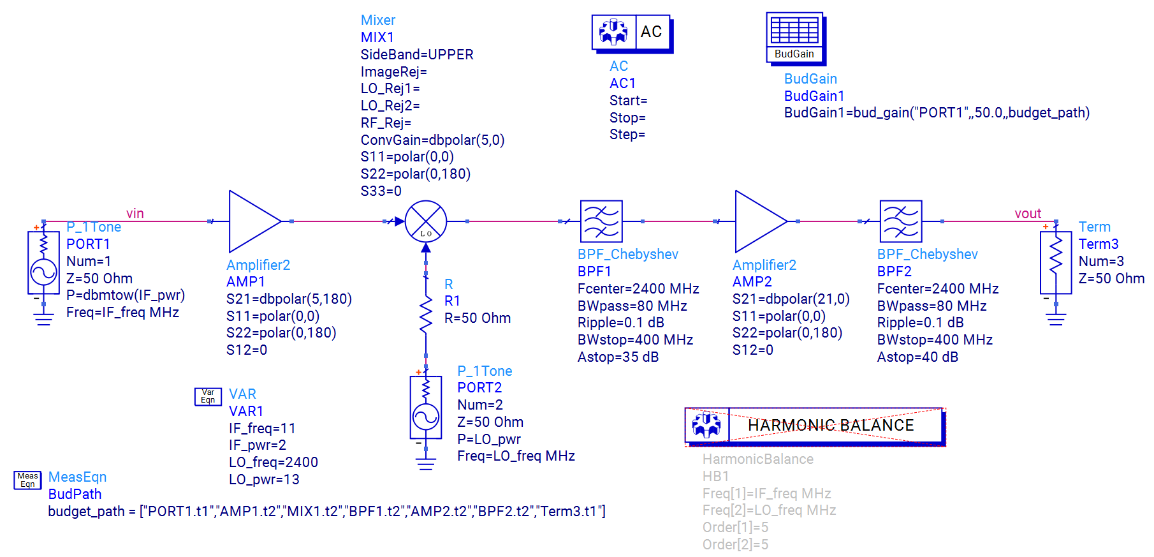 Mixer
MIX1
SideBand=UPPER
ImageRej=
LO_Rej1=
LO_Rej2=
RF_Rej=
ConvGain=dbpolar(5,0)
S11=polar(0,0)
S22=polar(0,180)
S33=0
AC
AC
AC1
Start=
Stop=
Step=
BudGain
BudGain
BudGain1
BudGain1=bud_gain("PORT1",,50.0,,budget_path)
vin
P_1Tone
PORT1
Num=1
Z=50 Ohm
P=dbmtow(IF_pwr)
Freq=IF_freq MHz
Amplifier2
AMP1
S21=dbpolar(5,180)
S11=polar(0,0)
S22=polar(0,180)
S12=0
LO
R
R1
R=50 Ohm
P_1Tone
PORT2
Num=2
Z=50 Ohm
P=LO_pwr
Freq=LO_freq MHz
BPF_Chebyshev
BPF1
Fcenter=2400 MHz
BWpass=80 MHz
Ripple=0.1 dB
BWstop=400 MHz
Astop=35 dB
Amplifier2
AMP2
S21=dbpolar(21,0)
S11=polar(0,0)
S22=polar(0,180)
S12=0
BPF_Chebyshev
BPF2
Fcenter=2400 MHz
BWpass=80 MHz
Ripple=0.1 dB
BWstop=400 MHz
Astop=40 dB
vout
Term
Term3
Num=3
Z=50 Ohm
Var
Eqn
VAR
VAR1
IF_freq=11
IF_pwr=2
LO_freq=2400
LO_pwr=13
Meas
Eqn
MeasEqn
BudPath
budget_path = ["PORT1.t1","AMP1.t2","MIX1.t2","BPF1.t2","AMP2.t2","BPF2.t2","Term3.t1"]
HARMONIC BALANCE
HarmonicBalance
HB1
Freq[1]=IF_freq MHz
Freq[2]=LO_freq MHz
Order[1]=5
Order[2]=5